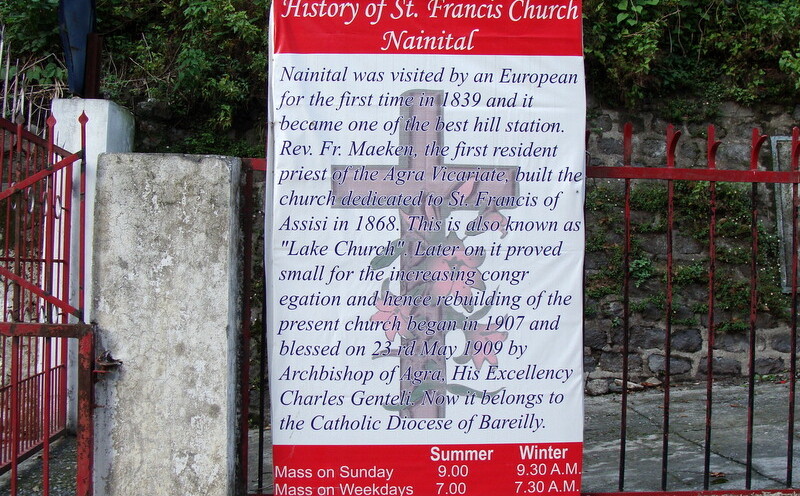 History of St. Francis Church
Nainital
Nainital was visited by an European
for the first time in 1839 and it
became one of the best hill station.
Rev. Fr. Maeken, the first resident
priest of the Agra Vicariate, built the
church dedicated to St. Francis of
Assisi in 1868. This is also known as
"Lake Church". Later on it proved
small for the increasing congr
egation and hence rebuilding of the
present church began in 1907 and
blessed on 23 rd May 1909 by
Archbishop of Agra, His Excellency
Charles Genteli. Now it belongs to
the Catholic Diocese of Bareilly.
Summer Winter
Mass on Sunday 9.00 9.30 A.M.
Mass on Weekdays 7.00 7.30 A.M.